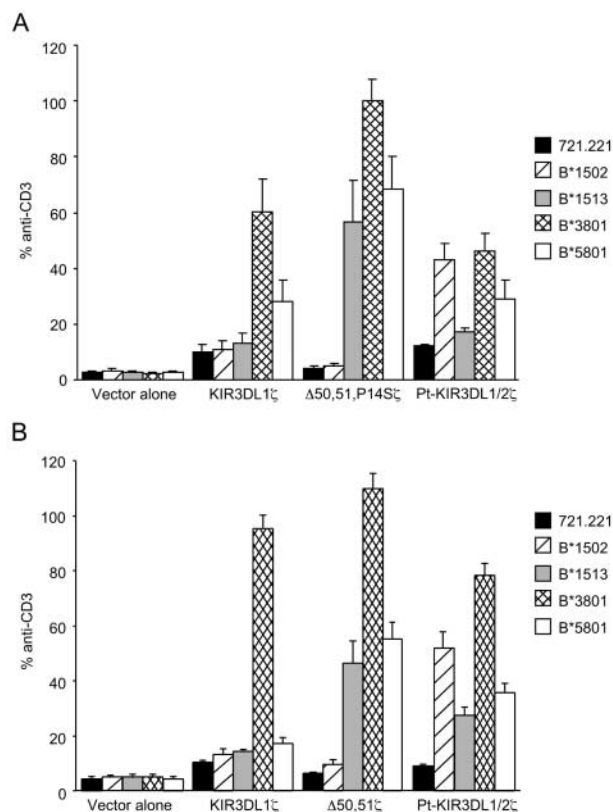 A
% anti-CD3
120
100
80
60
40
20
0
Vector alone KIR3DL1ζ Δ50,51,P14Sζ Pt-KIR3DL1/2ζ
721.221
B*1502
B*1513
B*3801
B*5801
B
% anti-CD3
120
100
80
60
40
20
0
Vector alone KIR3DL1ζ Δ50,51ζ Pt-KIR3DL1/2ζ
721.221
B*1502
B*1513
B*3801
B*5801